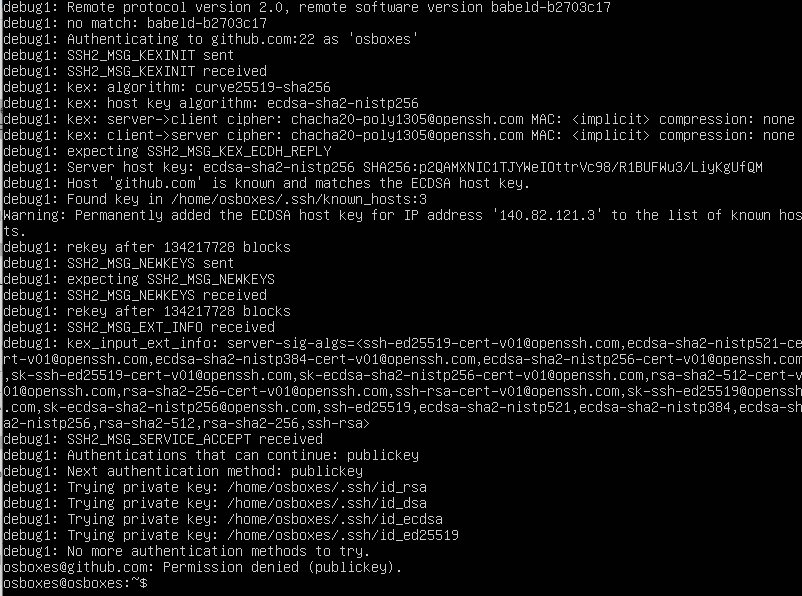 debug1: Remote protocol version 2.0, remote software version babeld-b2703c17
debug1: no match: babeld-b2703c17
debug1: Authenticating to github.com:22 as 'osboxes'
debug1: SSH2_MSG_KEXINIT sent
debug1: SSH2_MSG_KEXINIT received
debug1: kex: algorithm: curve25519-sha256
debug1: kex: host key algorithm: ecdsa-sha2-nistp256
debug1: kex: server->client cipher: chacha20-poly1305@openssh.com MAC: <implicit> compression: none
debug1: kex: client->server cipher: chacha20-poly1305@openssh.com MAC: <implicit> compression: none
debug1: expecting SSH2_MSG_KEX_ECDH_REPLY
debug1: Server host key: ecdsa-sha2-nistp256 SHA256:p2QAMXNIC1TJYWeIOttrVc98/R1BUFWu3/LiyKgUfQM
debug1: Host 'github.com' is known and matches the ECDSA host key.
debug1: Found key in /home/osboxes/.ssh/known_hosts:3
Warning: Permanently added the ECDSA host key for IP address '140.82.121.3' to the list of known hos
ts.
debug1: rekey after 134217728 blocks
debug1: SSH2_MSG_NEWKEYS sent
debug1: expecting SSH2_MSG_NEWKEYS
debug1: SSH2_MSG_NEWKEYS received
debug1: rekey after 134217728 blocks
debug1: SSH2_MSG_EXT_INFO received
debug1: kex_input_ext_info: server-sig-algs=<ssh-ed25519-cert-v01@openssh.com,ecdsa-sha2-nistp521-ce
rt-v01@openssh.com,ecdsa-sha2-nistp384-cert-v01@openssh.com,ecdsa-sha2-nistp256-cert-v01@openssh.com
,sk-ssh-ed25519-cert-v01@openssh.com,sk-ecdsa-sha2-nistp256-cert-v01@openssh.com,rsa-sha2-512-cert-v
01@openssh.com,rsa-sha2-256-cert-v01@openssh.com,ssh-rsa-cert-v01@openssh.com,sk-ssh-ed25519@openssh
.com,sk-ecdsa-sha2-nistp256@openssh.com,ssh-ed25519,ecdsa-sha2-nistp521,ecdsa-sha2-nistp384,ecdsa-sh
a2-nistp256,rsa-sha2-512,rsa-sha2-256,ssh-rsa>
debug1: SSH2_MSG_SERVICE_ACCEPT received
debug1: Authentications that can continue: publickey
debug1: Next authentication method: publickey
debug1: Trying private key: /home/osboxes/.ssh/id_rsa
debug1: Trying private key: /home/osboxes/.ssh/id_dsa
debug1: Trying private key: /home/osboxes/.ssh/id_ecdsa
debug1: Trying private key: /home/osboxes/.ssh/id_ed25519
debug1: No more authentication methods to try.
osboxes@github.com: Permission denied (publickey).
osboxes@osboxes:~$